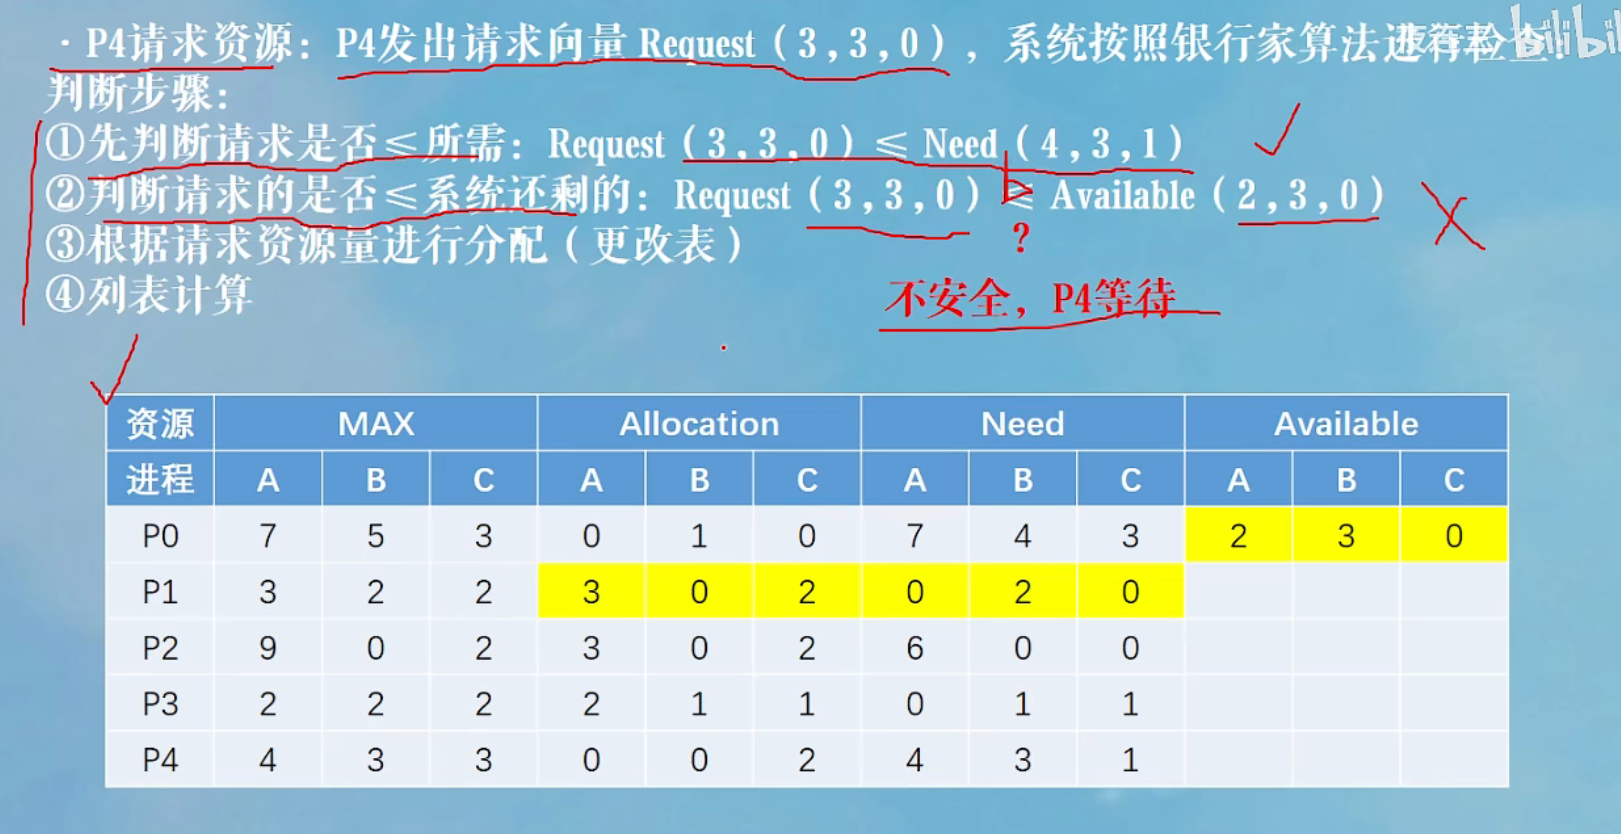 ·P4请求资源：P4发出请求向量 Request（3,3,0），系统按照银行家算法进行检查：
bilibili
判断步骤：
①先判断请求是否≤所需：Request（3,3,0）≤ Need（4,3,1）
②判断请求的是否≤系统还剩的：Request（3,3,0）≤ Available（2,3,0）
?
③根据请求资源量进行分配（更改表）
④列表计算
不安全，P4等待
资源 MAX Allocation Need Available
进程 A B C A B C A B C A B C
P0 7 5 3 0 1 0 7 4 3 2 3 0
P1 3 2 2 3 0 2 0 2 0
P2 9 0 2 3 0 2 6 0 0
P3 2 2 2 2 1 1 0 1 1
P4 4 3 3 0 0 2 4 3 1